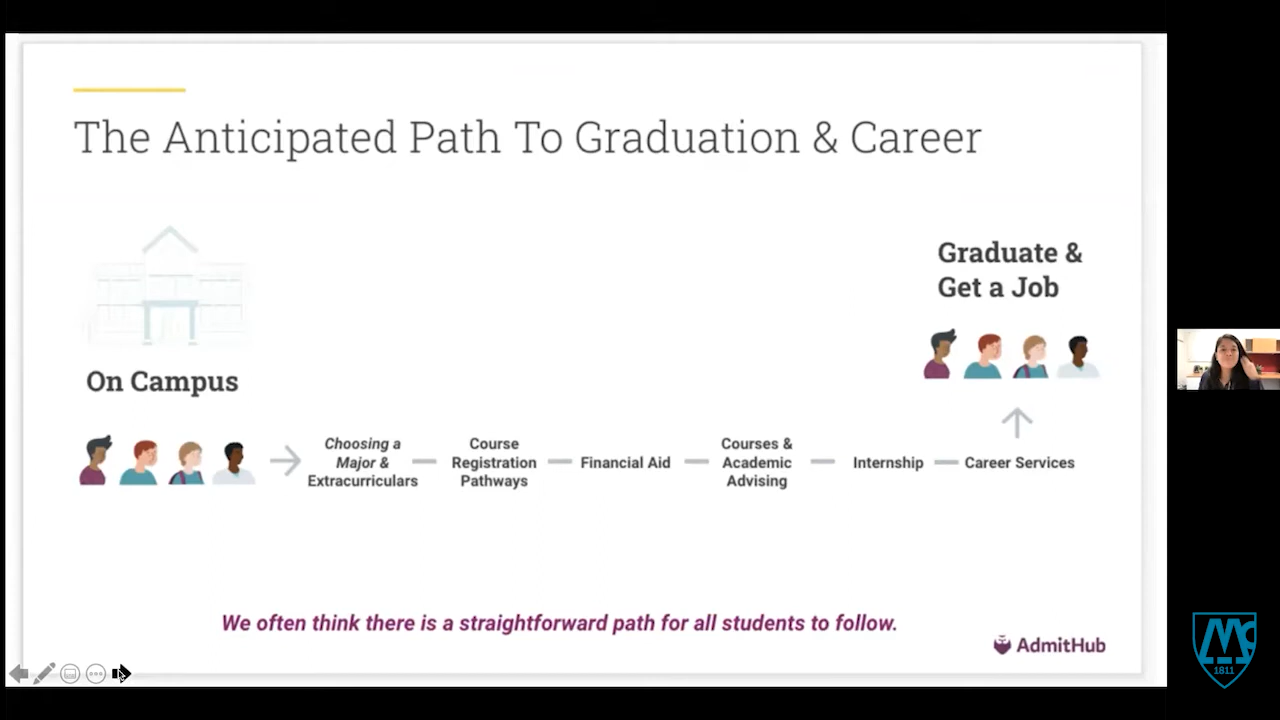 The Anticipated Path To Graduation & Career
Graduate &
Get a Job
On Campus
Choosing a
Major &
Extracurriculars
Course
Registration
Pathways
Financial Aid
Courses &
Academic
Advising
Internship
Career Services
We often think there is a straightforward path for all students to follow.
AdmitHub
1811